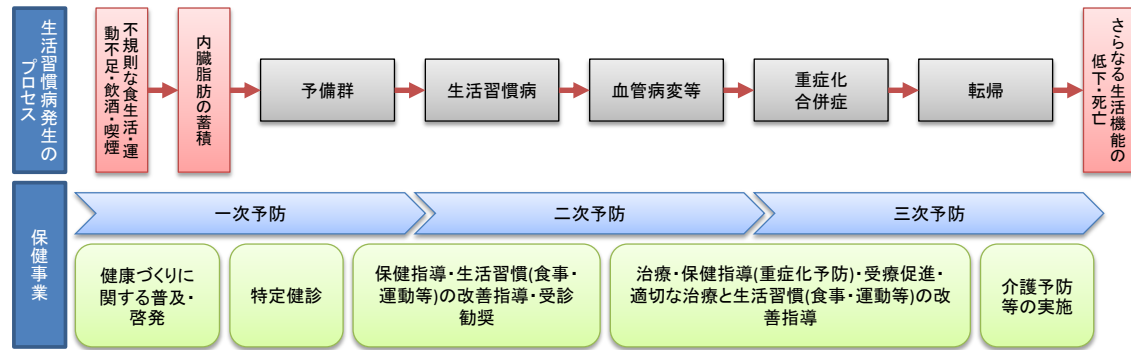 生活習慣病発生の
プロセス
不規則な食生活・運
動不足・飲酒・喫煙
内臓脂肪の蓄積
予備群
生活習慣病
血管病変等
重症化
合併症
転帰
さらなる生活機能の
低下・死亡
保健事業
一次予防
二次予防
三次予防
健康づくりに
関する普及・
啓発
特定健診
保健指導・生活習慣(食事・
運動等)の改善指導・受診
勧奨
治療・保健指導(重症化予防)・受療促進・
適切な治療と生活習慣(食事・運動等)の改
善指導
介護予防
等の実施